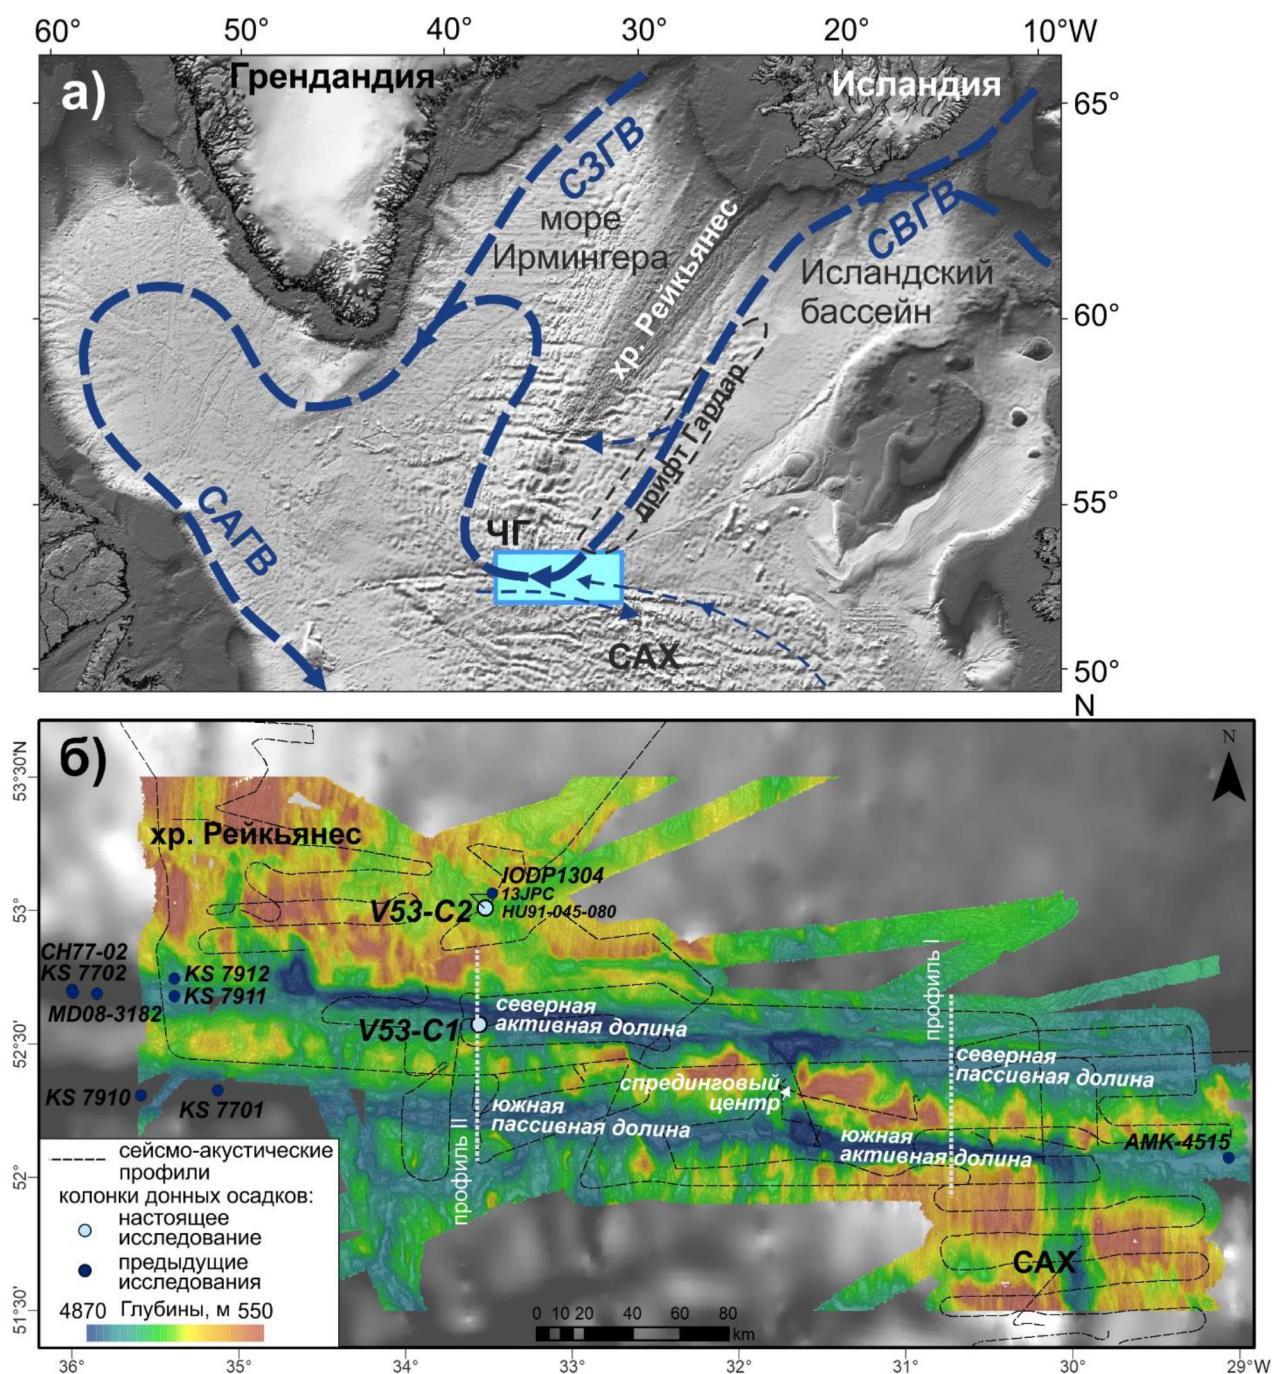 60° 50° 40° 30° 20° 10°W
а)
Грендандия
Исландия
65°
СЗГВ
море
Ирмингера
хр. Рейкьянес
СВГВ
Исландский
бассейн
60°
дрифт Гардар
САГВ
ЧГ
55°
САХ
50°
N
б)
N
53°30'N
хр. Рейкьянес
IODP1304
13JPC
V53-C2
HU91-045-080
53°
CH77-02
KS 7702
KS 7912
KS 7911
MD08-3182
северная
активная долина
V53-C1
профиль I
52°30'
северная
пассивная долина
спрединговый
центр
KS 7910
KS 7701
южная
пассивная долина
южная
активная долина
AMK-4515
профиль II
52°
сейсмо-акустические
профили
колонки донных осадков:
настоящее
исследование
предыдущие
исследования
САХ
4870 Глубины, м 550
51°30'
0 10 20 40 60 80
km
36° 35° 34° 33° 32° 31° 30° 29°W